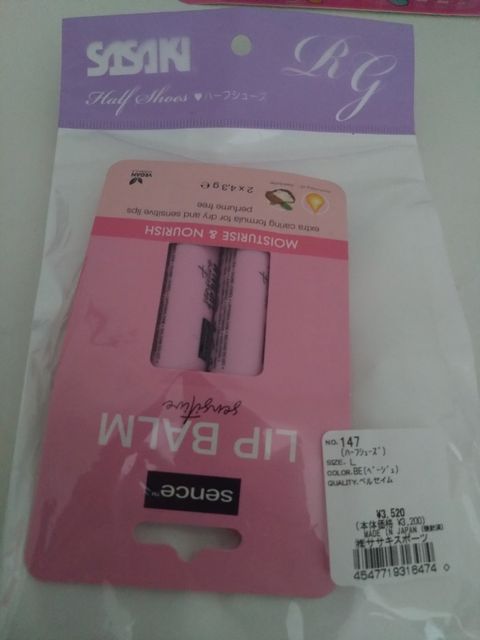 SASAKI
RG
Half Shoes ♥ハーフシューズ
sence™
LIP BALM
sensitive
MOISTURISE & NOURISH
extra caring formula for dry and sensitive lips
perfume free
2 x 4.3 g e
VEGAN
NO. 147
(ハーフシューズ)
SIZE. L
COLOR.BE(ベージュ)
QUALITY.ベルセイム
¥3,520
(本体価格 ¥3,200)
MADE IN JAPAN
㈱ササキスポーツ
4547719316474 0